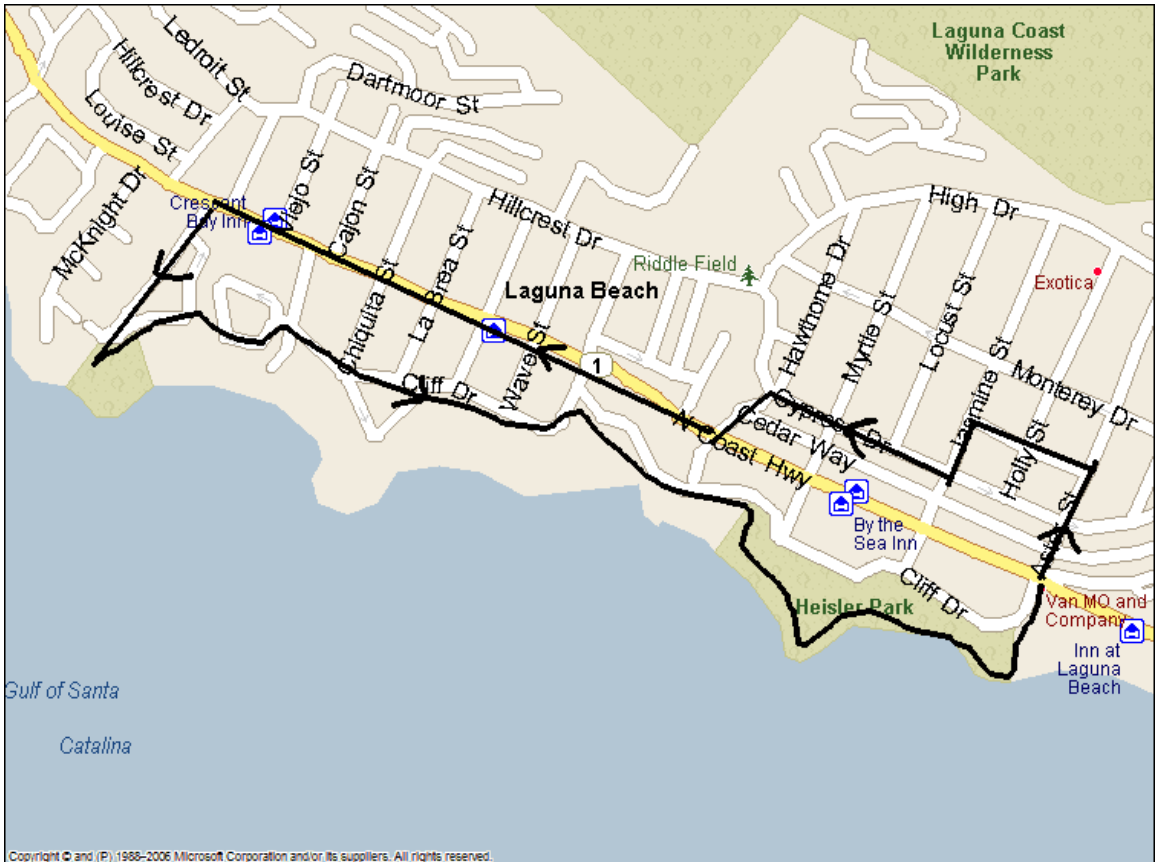 Laguna Coast
Wilderness
Park
Ledroit St
Hillcrest Dr
Dartmoor St
Louise St
McKnight Dr
Crescent
Bay Inn
Cajon St
High Dr
Hillcrest Dr
Riddle Field
Exotica
Laguna Beach
Chiquita St
La Brea St
Wave St
Hawthorne Dr
Myrtle St
Locust St
Jasmine St
Monterey Dr
1
Cliff Dr
Cypress Dr
Cedar Way
N Coast Hwy
Holly St
By the
Sea Inn
Cliff Dr
Heisler Park
Van MO and
Company
Inn at
Laguna
Beach
Gulf of Santa
Catalina
Copyright © and (P) 1988–2006 Microsoft Corporation and/or its suppliers. All rights reserved.